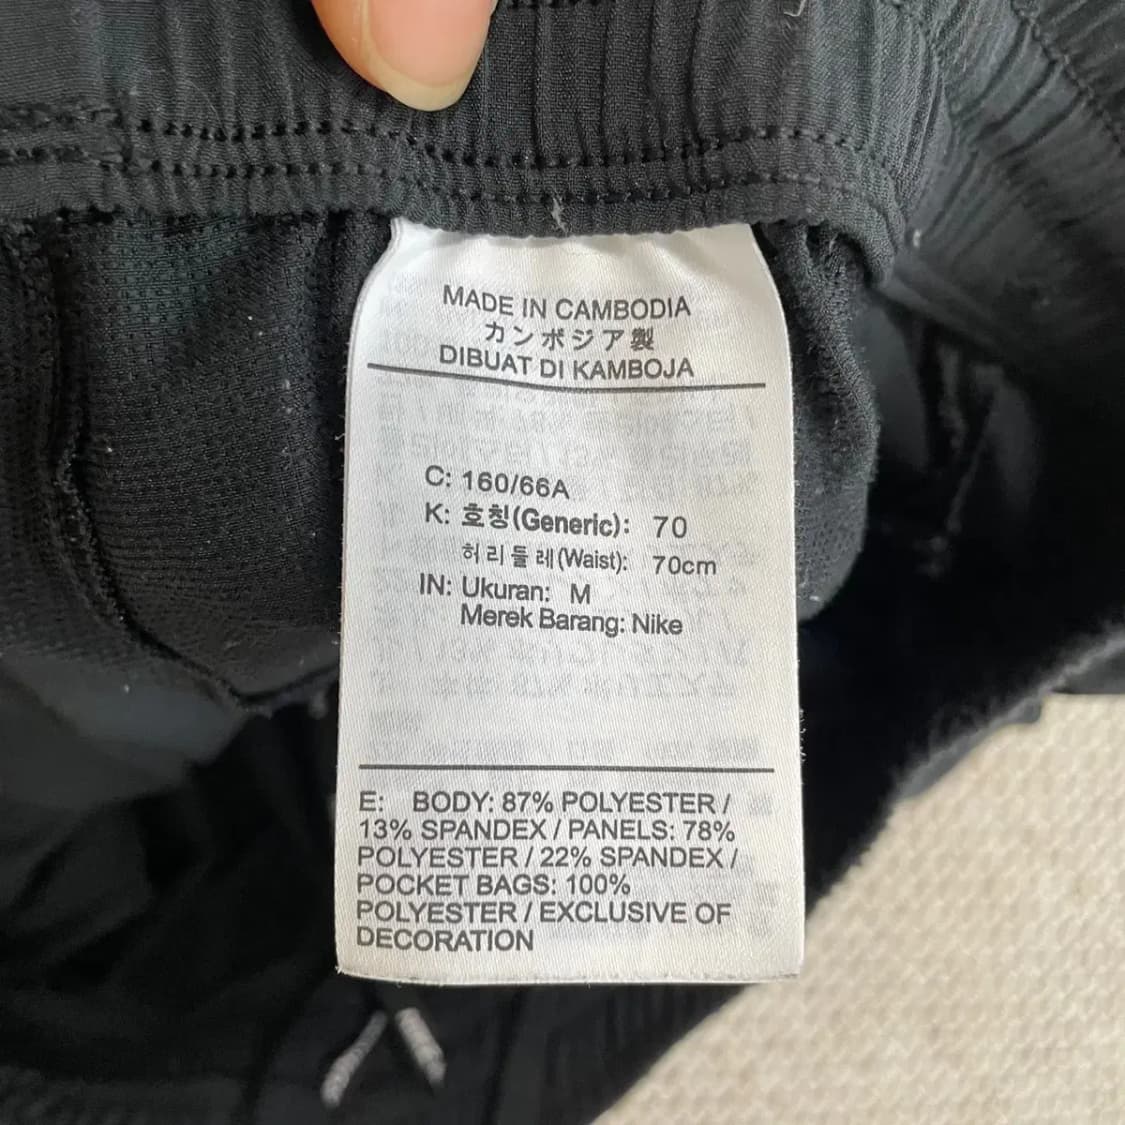 MADE IN CAMBODIA
カンボジア製
DIBUAT DI KAMBOJA
C: 160/66A
K: 호칭(Generic): 70
허리둘레(Waist): 70cm
IN: Ukuran: M
Merek Barang: Nike
E: BODY: 87% POLYESTER /
13% SPANDEX / PANELS: 78%
POLYESTER / 22% SPANDEX /
POCKET BAGS: 100%
POLYESTER / EXCLUSIVE OF
DECORATION